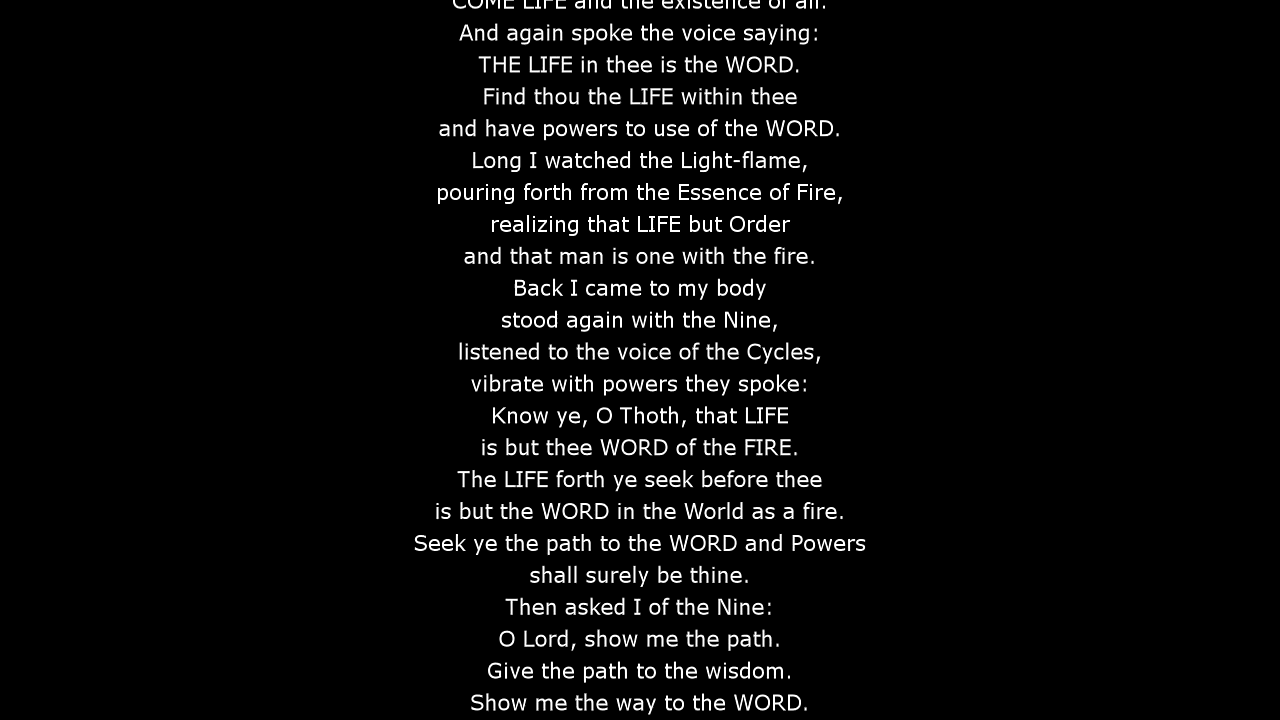 COME LIFE and the existence of all.
And again spoke the voice saying:
THE LIFE in thee is the WORD.
Find thou the LIFE within thee
and have powers to use of the WORD.
Long I watched the Light-flame,
pouring forth from the Essence of Fire,
realizing that LIFE but Order
and that man is one with the fire.
Back I came to my body
stood again with the Nine,
listened to the voice of the Cycles,
vibrate with powers they spoke:
Know ye, O Thoth, that LIFE
is but thee WORD of the FIRE.
The LIFE forth ye seek before thee
is but the WORD in the World as a fire.
Seek ye the path to the WORD and Powers
shall surely be thine.
Then asked I of the Nine:
O Lord, show me the path.
Give the path to the wisdom.
Show me the way to the WORD.